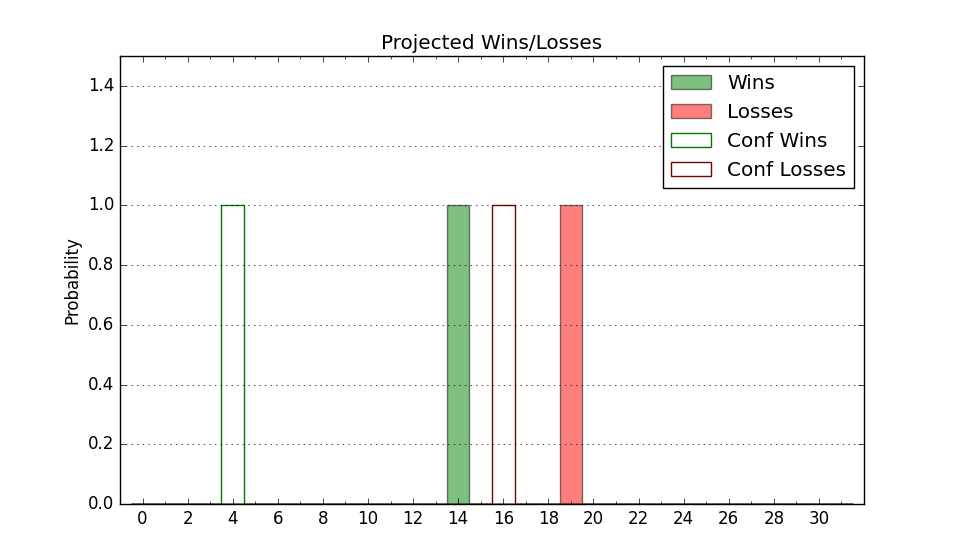 Projected Wins/Losses
1.4
1.2
1.0
0.8
0.6
0.4
0.2
0.0
Probability
Wins
Losses
Conf Wins
Conf Losses
0 2 4 6 8 10 12 14 16 18 20 22 24 26 28 30